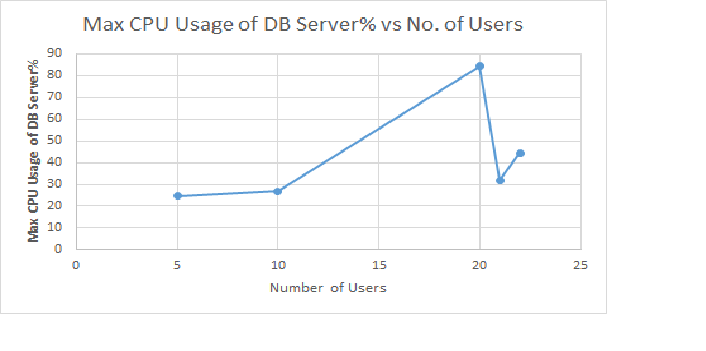 Max CPU Usage of DB Server% vs No. of Users
Max CPU Usage of DB Server%
90
80
70
60
50
40
30
20
10
0
0 5 10 15 20 25
Number of Users